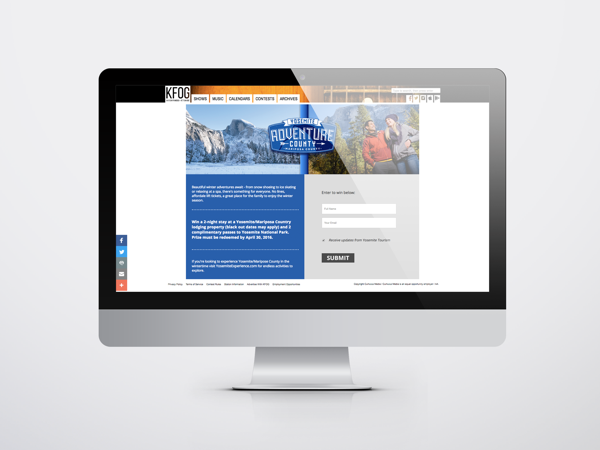 KFOG
SHOWS MUSIC CALENDARS CONTESTS ARCHIVES
YOSEMITE
ADVENTURE
COUNTY
MARIPOSA COUNTY
Beautiful winter adventures await - from snow shoeing to ice skating
or relaxing at a spa, there's something for everyone. No lines,
affordable lift tickets, a great place for the family to enjoy the winter
season.
Win a 2-night stay at a Yosemite/Mariposa Country
lodging property (black out dates may apply) and 2
complimentary passes to Yosemite National Park.
Prize must be redeemed by April 30, 2016.
If you're looking to experience Yosemite/Mariposa County in the
wintertime visit YosemiteExperience.com for endless activities to
explore.
Enter to win below:
Full Name
Your Email
Receive updates from Yosemite Tourism
SUBMIT
Privacy Policy Terms of Service Contest Rules Station Information Advertise With KFOG Employment Opportunities